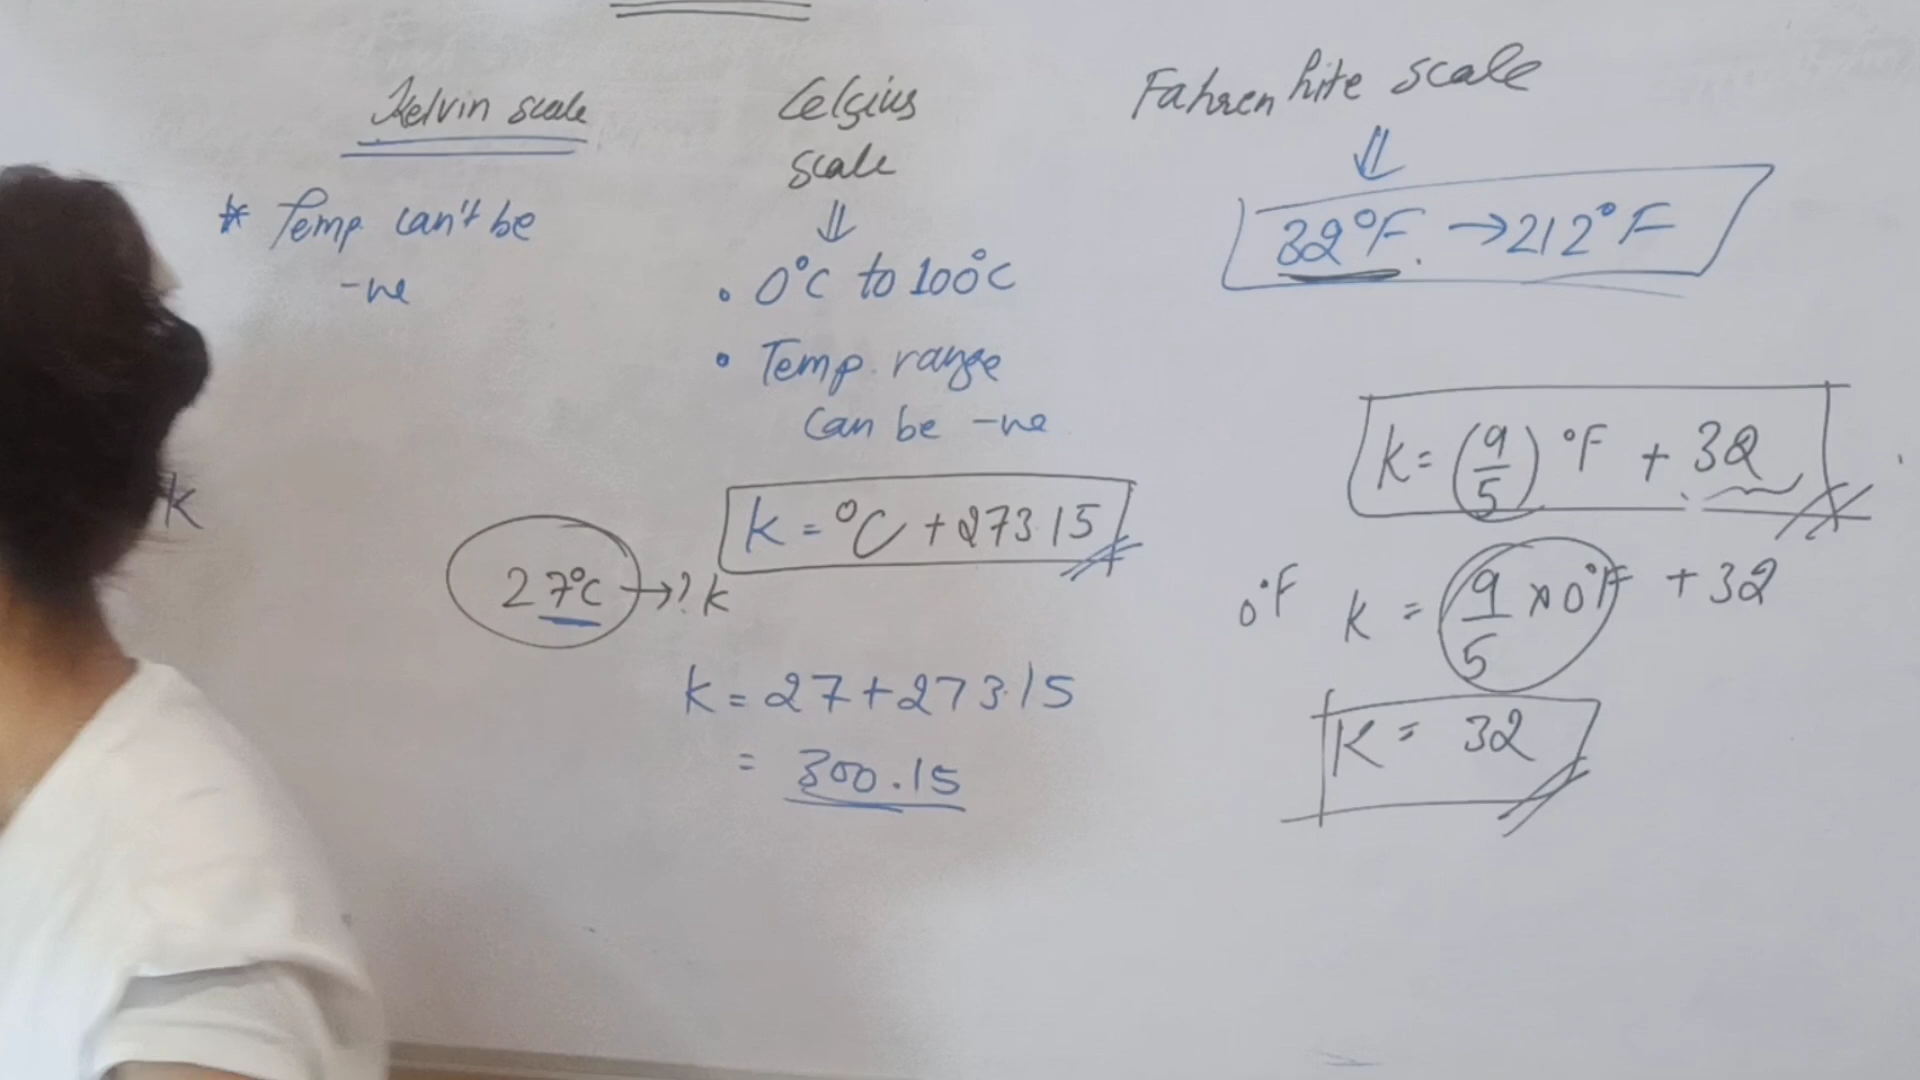 Kelvin scale
* Temp. can't be
-ve
K
Celsius
scale
⇓
• 0°C to 100°C
• Temp. range
can be -ve
K = °C + 273.15
27°C → ? K
K = 27 + 273.15
= 300.15
Fahrenhite scale
⇓
32°F. → 212°F
K = (9/5) °F + 32
0°F K = 9/5 × 0°F + 32
K = 32